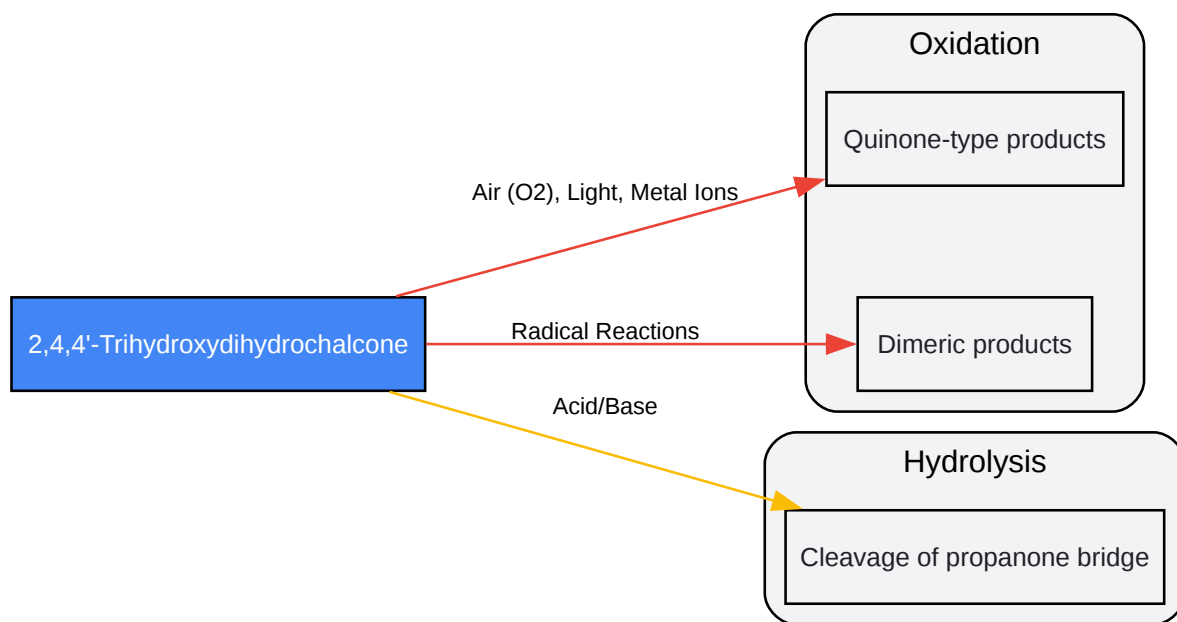 Oxidation
Quinone-type products
Air (O2), Light, Metal Ions
2,4,4'-Trihydroxydihydrochalcone
Radical Reactions
Dimeric products
Acid/Base
Hydrolysis
Cleavage of propanone bridge